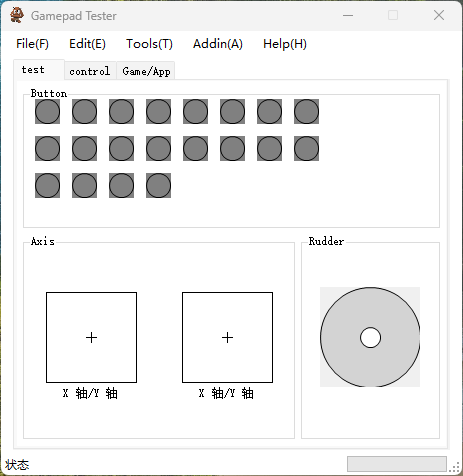 Gamepad Tester
File(F) Edit(E) Tools(T) Addin(A) Help(H)
test control Game/App
Button
Axis
Rudder
X 轴/Y 轴 X 轴/Y 轴
状态